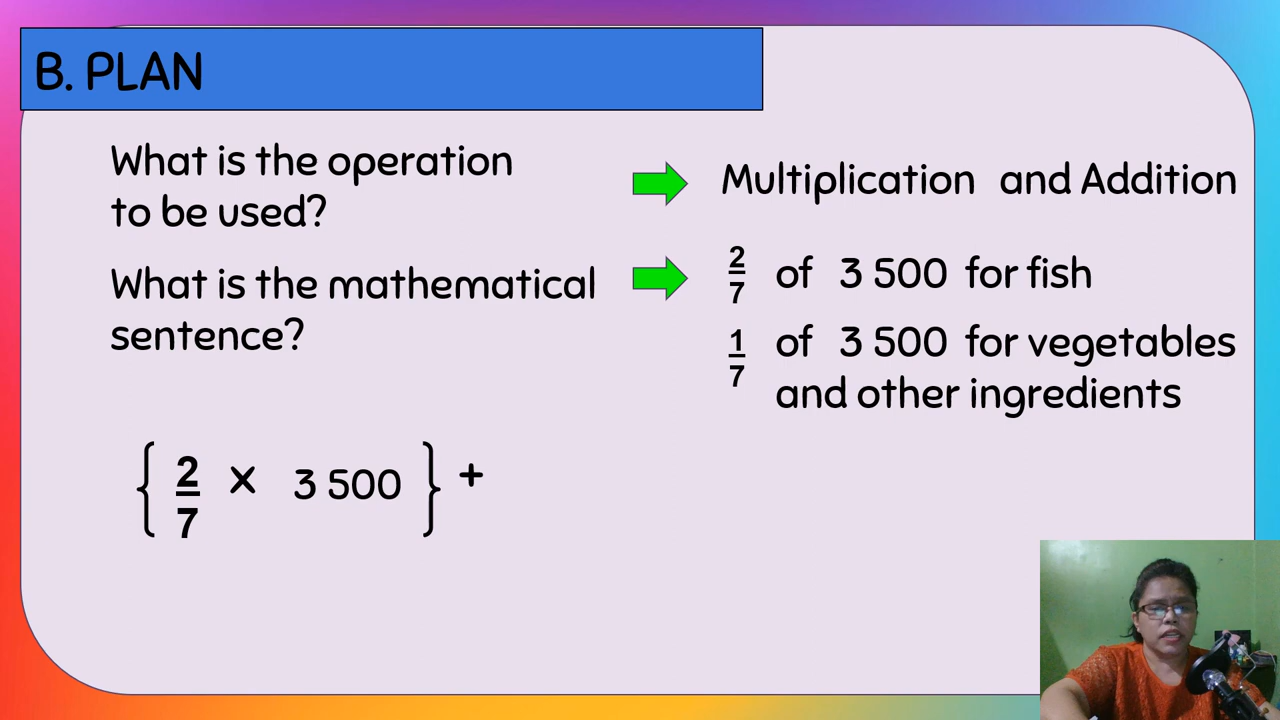 B. PLAN
What is the operation
to be used?
Multiplication and Addition
What is the mathematical
sentence?
2/7 of 3 500 for fish
1/7 of 3 500 for vegetables
and other ingredients
{ 2/7 × 3 500 } +